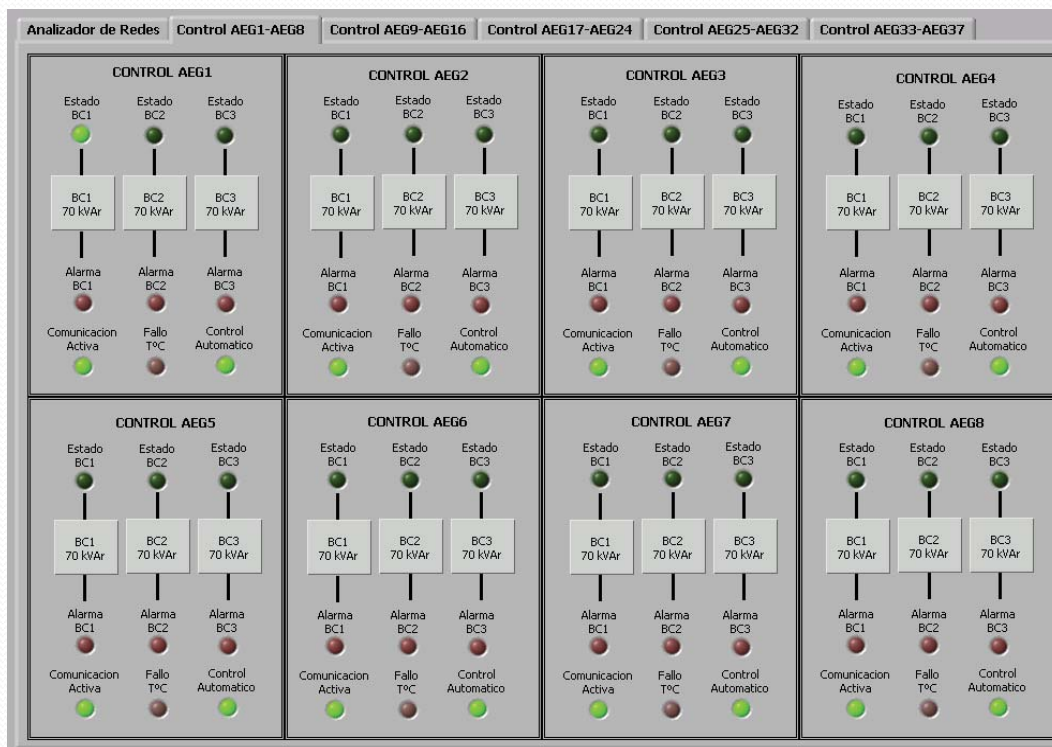 Analizador de Redes Control AEG1-AEG8 Control AEG9-AEG16 Control AEG17-AEG24 Control AEG25-AEG32 Control AEG33-AEG37
CONTROL AEG1
Estado Estado Estado
BC1 BC2 BC3
BC1 BC2 BC3
70 kVAr 70 kVAr 70 kVAr
Alarma Alarma Alarma
BC1 BC2 BC3
Comunicacion Fallo Control
Activa TºC Automatico
CONTROL AEG2
Estado Estado Estado
BC1 BC2 BC3
BC1 BC2 BC3
70 kVAr 70 kVAr 70 kVAr
Alarma Alarma Alarma
BC1 BC2 BC3
Comunicacion Fallo Control
Activa TºC Automatico
CONTROL AEG3
Estado Estado Estado
BC1 BC2 BC3
BC1 BC2 BC3
70 kVAr 70 kVAr 70 kVAr
Alarma Alarma Alarma
BC1 BC2 BC3
Comunicacion Fallo Control
Activa TºC Automatico
CONTROL AEG4
Estado Estado Estado
BC1 BC2 BC3
BC1 BC2 BC3
70 kVAr 70 kVAr 70 kVAr
Alarma Alarma Alarma
BC1 BC2 BC3
Comunicacion Fallo Control
Activa TºC Automatico
CONTROL AEG5
Estado Estado Estado
BC1 BC2 BC3
BC1 BC2 BC3
70 kVAr 70 kVAr 70 kVAr
Alarma Alarma Alarma
BC1 BC2 BC3
Comunicacion Fallo Control
Activa TºC Automatico
CONTROL AEG6
Estado Estado Estado
BC1 BC2 BC3
BC1 BC2 BC3
70 kVAr 70 kVAr 70 kVAr
Alarma Alarma Alarma
BC1 BC2 BC3
Comunicacion Fallo Control
Activa TºC Automatico
CONTROL AEG7
Estado Estado Estado
BC1 BC2 BC3
BC1 BC2 BC3
70 kVAr 70 kVAr 70 kVAr
Alarma Alarma Alarma
BC1 BC2 BC3
Comunicacion Fallo Control
Activa TºC Automatico
CONTROL AEG8
Estado Estado Estado
BC1 BC2 BC3
BC1 BC2 BC3
70 kVAr 70 kVAr 70 kVAr
Alarma Alarma Alarma
BC1 BC2 BC3
Comunicacion Fallo Control
Activa TºC Automatico